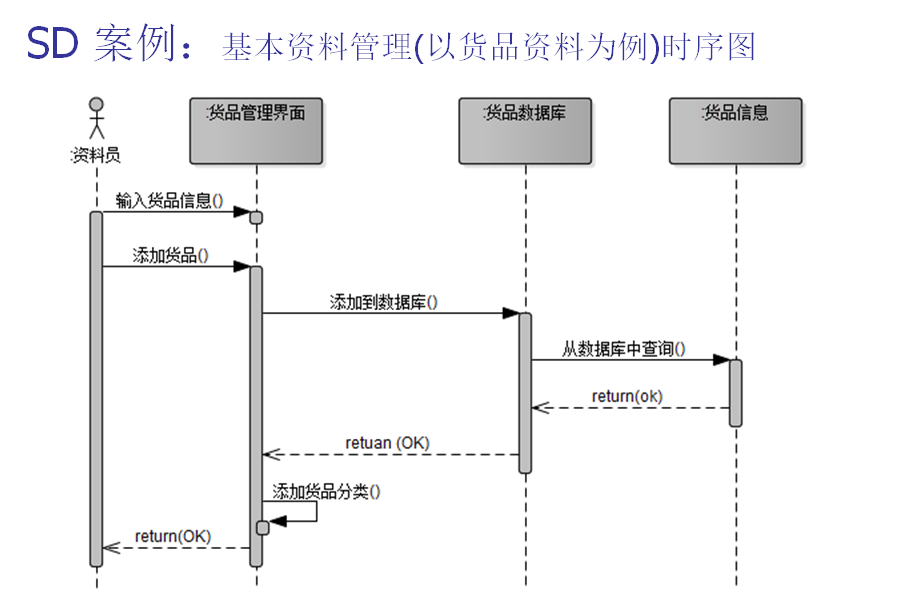 SD 案例：基本资料管理(以货品资料为例)时序图
:资料员
:货品管理界面
:货品数据库
:货品信息
输入货品信息()
添加货品()
添加到数据库()
从数据库中查询()
return(ok)
retuan (OK)
添加货品分类()
return(OK)